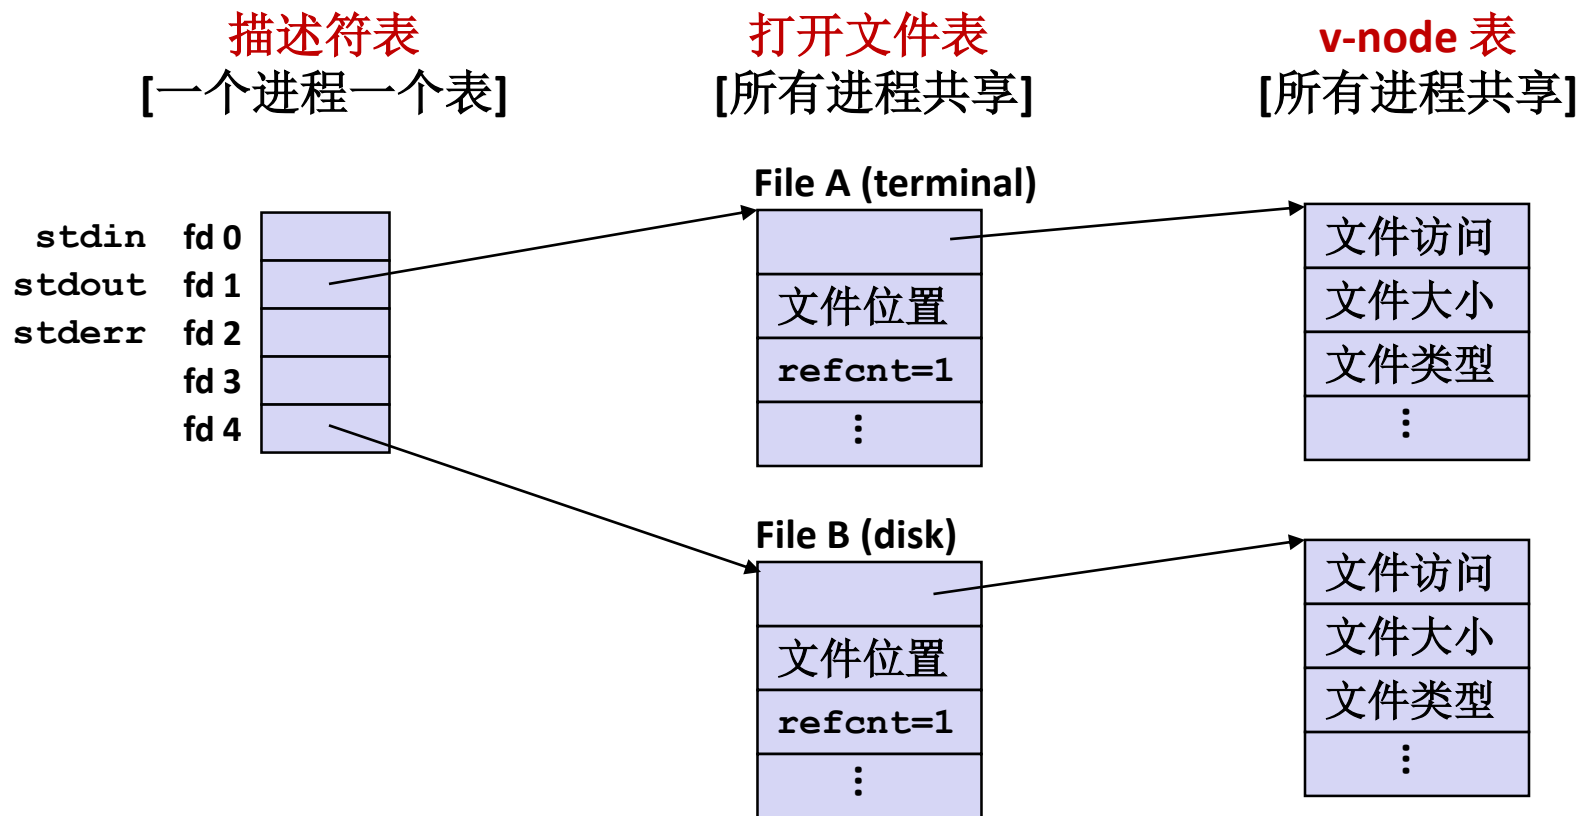 描述符表
[一个进程一个表]
打开文件表
[所有进程共享]
v-node 表
[所有进程共享]
stdin fd 0
stdout fd 1
stderr fd 2
fd 3
fd 4
File A (terminal)
文件位置
refcnt=1
⋮
File B (disk)
文件位置
refcnt=1
⋮
文件访问
文件大小
文件类型
⋮
文件访问
文件大小
文件类型
⋮